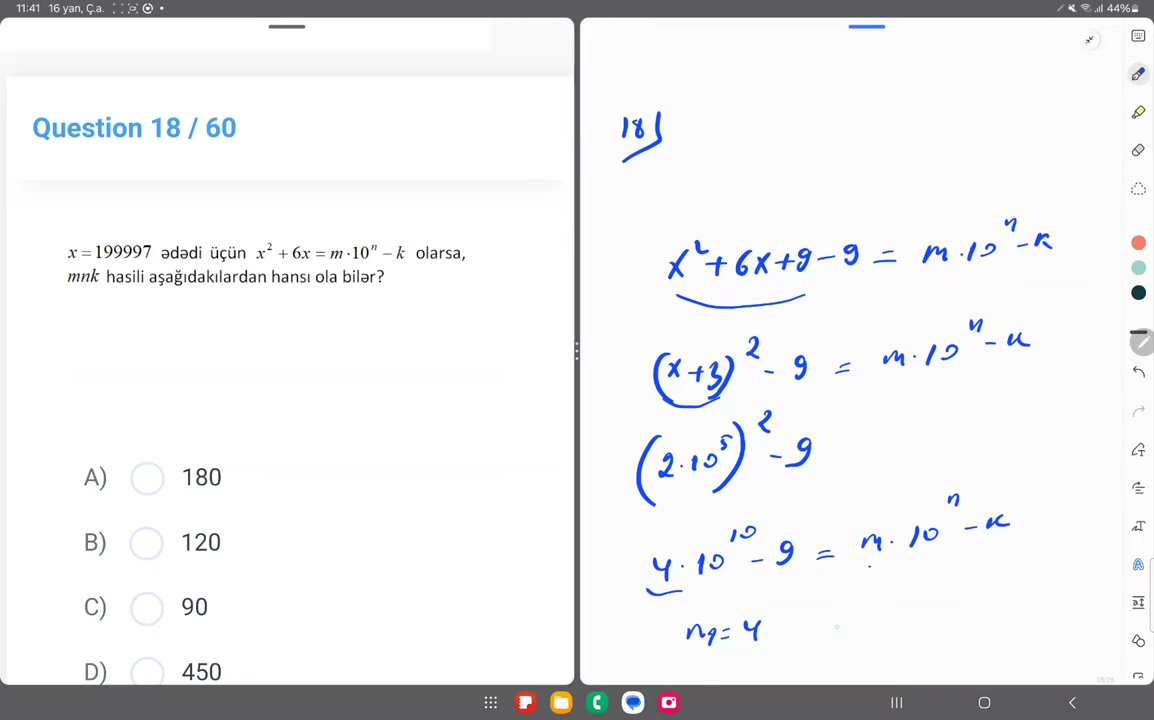 11:41 16 yan, Ç.a.
44%
Question 18 / 60
x = 199997 ədədi üçün x² + 6x = m · 10ⁿ − k olarsa,
mnk hasili aşağıdakılardan hansı ola bilər?
A) 180
B) 120
C) 90
D) 450
18)
x² + 6x + 9 − 9 = m · 10ⁿ − k
(x + 3)² − 9 = m · 10ⁿ − k
(2 · 10⁵)² − 9
4 · 10¹⁰ − 9 = m · 10ⁿ − k
m = 4
25/25